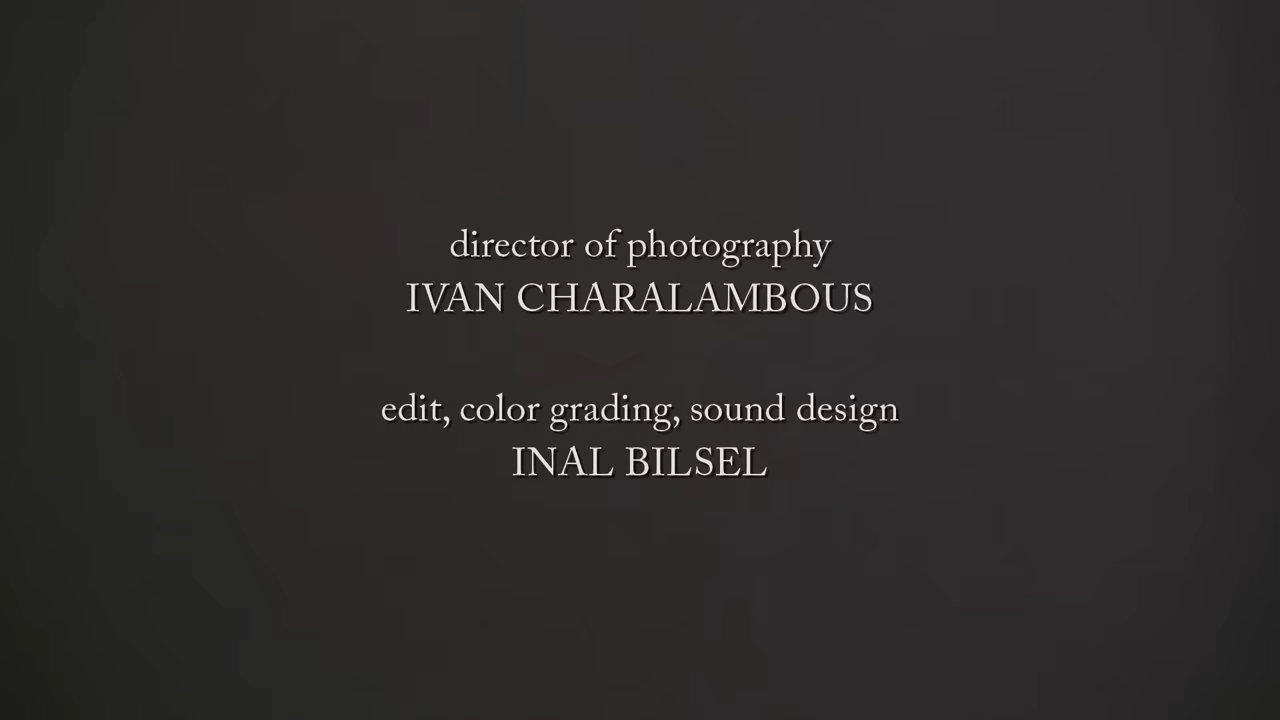 director of photography
IVAN CHARALAMBOUS
edit, color grading, sound design
INAL BILSEL